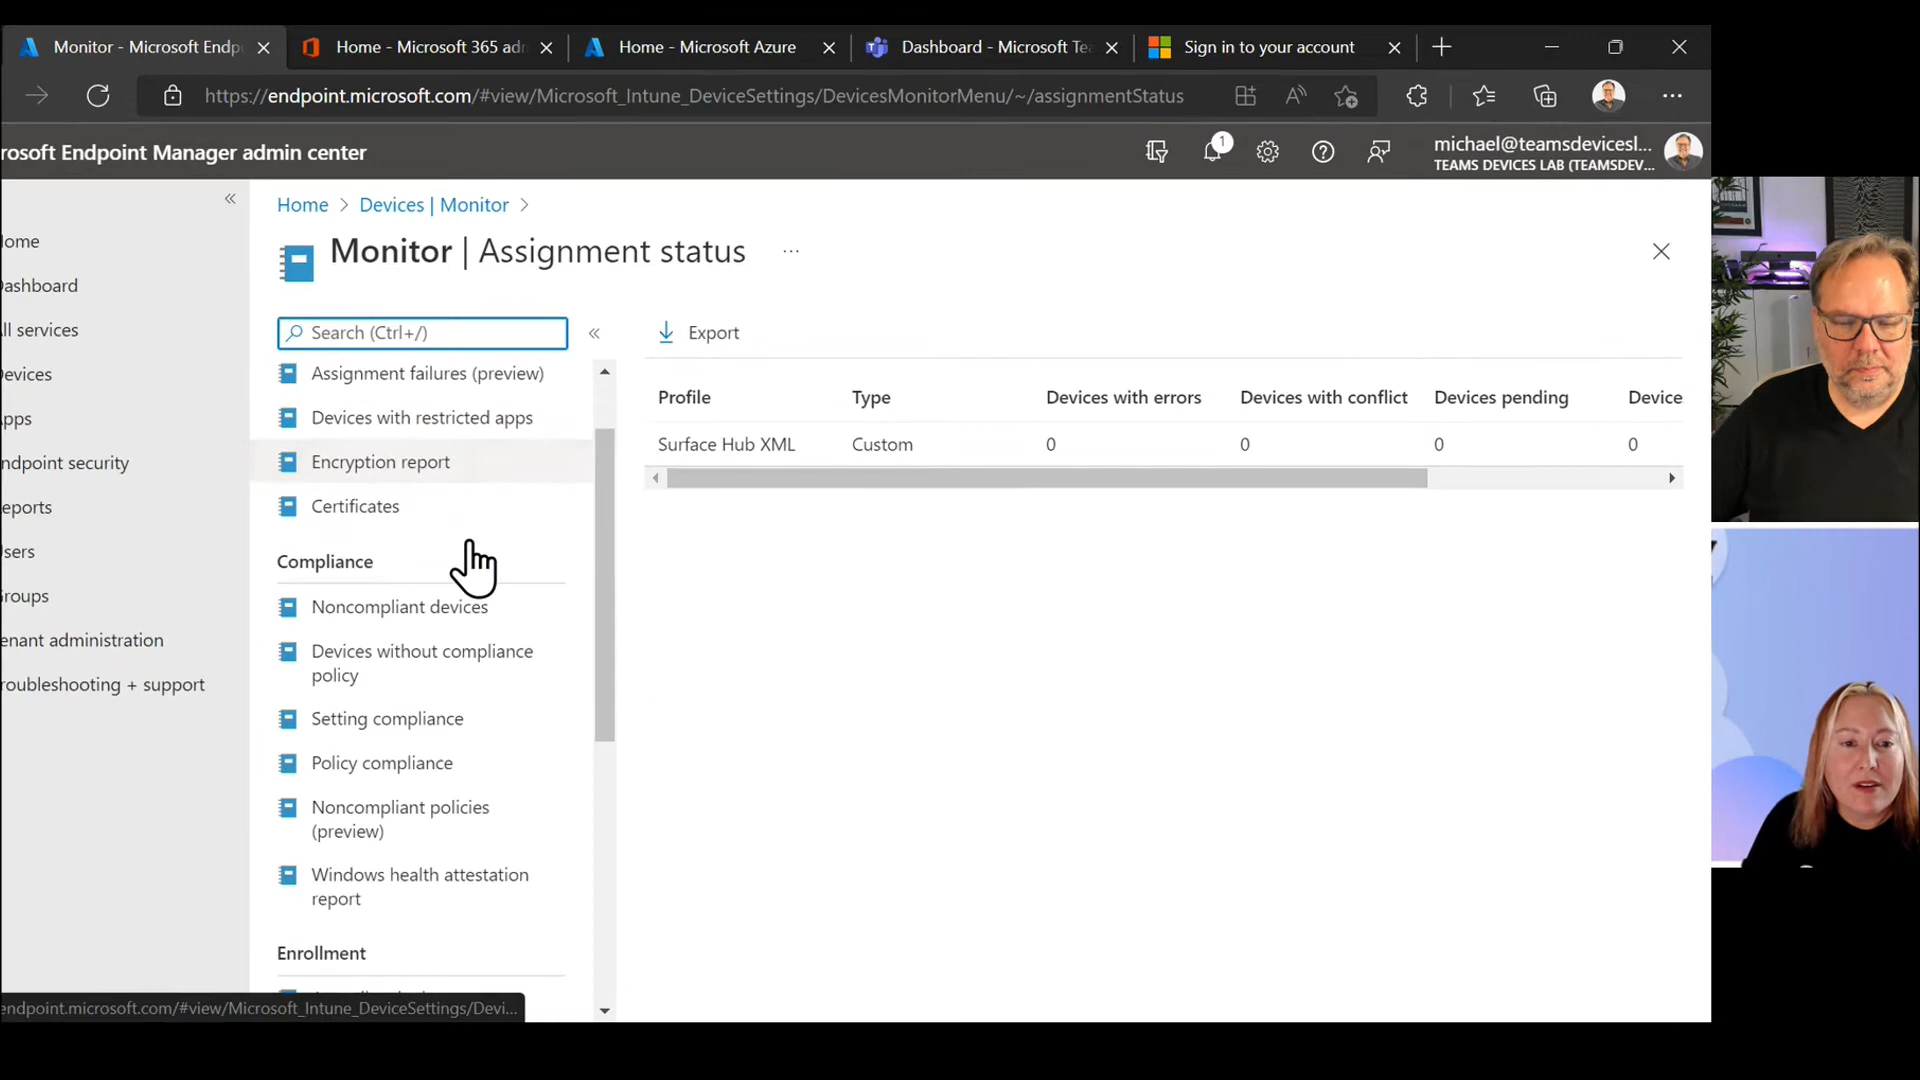 Monitor - Microsoft Endp
Home - Microsoft 365 adm
Home - Microsoft Azure
Dashboard - Microsoft Te
Sign in to your account
https://endpoint.microsoft.com/#view/Microsoft_Intune_DeviceSettings/DevicesMonitorMenu/~/assignmentStatus
rosoft Endpoint Manager admin center
1
michael@teamsdevicesl...
TEAMS DEVICES LAB (TEAMSDEV...
Home > Devices | Monitor >
Monitor | Assignment status ...
Search (Ctrl+/)
Export
ome
ashboard
ll services
evices
pps
ndpoint security
eports
sers
roups
enant administration
roubleshooting + support
Assignment failures (preview)
Devices with restricted apps
Encryption report
Certificates
Compliance
Noncompliant devices
Devices without compliance
policy
Setting compliance
Policy compliance
Noncompliant policies
(preview)
Windows health attestation
report
Enrollment
Profile Type Devices with errors Devices with conflict Devices pending Device
Surface Hub XML Custom 0 0 0 0
endpoint.microsoft.com/#view/Microsoft_Intune_DeviceSettings/Devi...